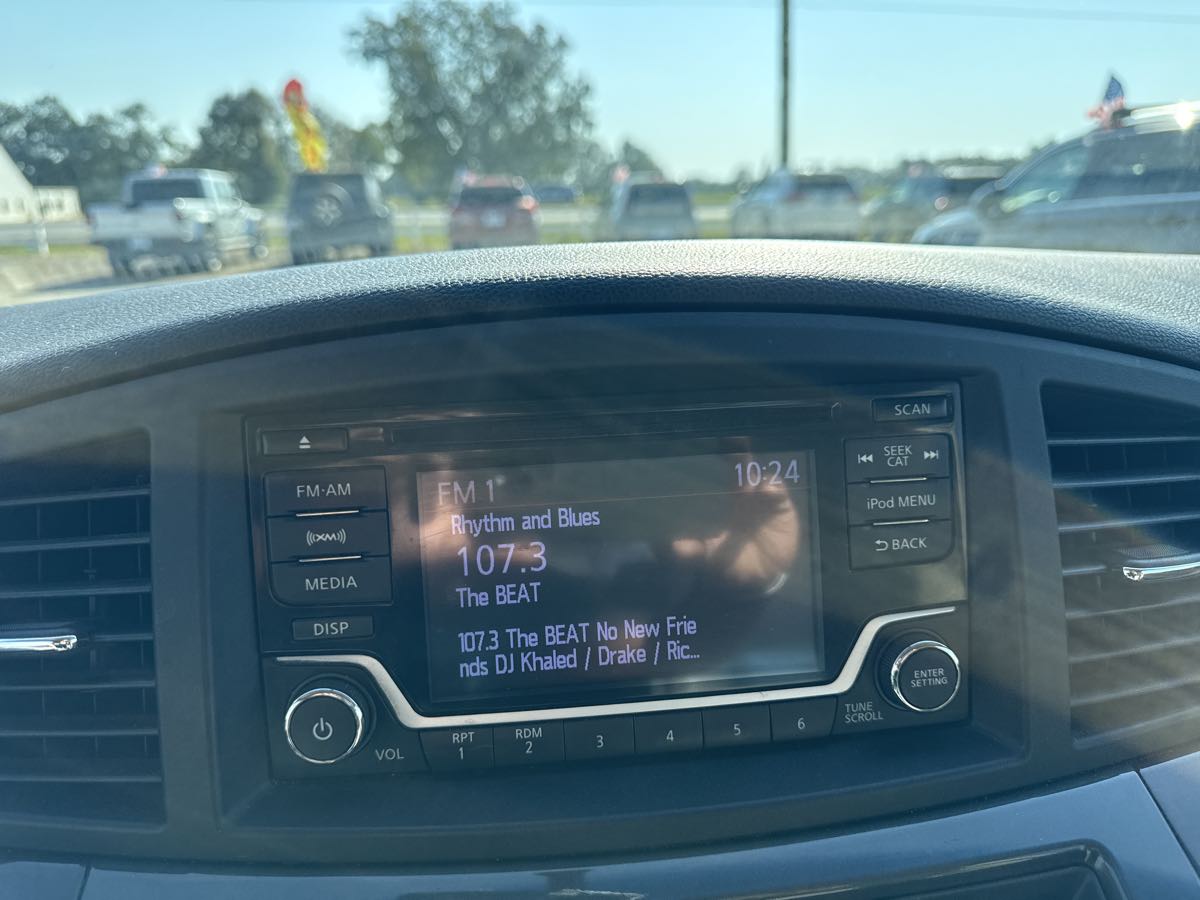 SCAN
SEEK
CAT
FM·AM
FM 1
10:24
Rhythm and Blues
iPod MENU
(XM)
107.3
BACK
MEDIA
The BEAT
DISP
107.3 The BEAT No New Frie
nds DJ Khaled / Drake / Ric...
ENTER
SETTING
TUNE
SCROLL
VOL
RPT
1
RDM
2
3
4
5
6